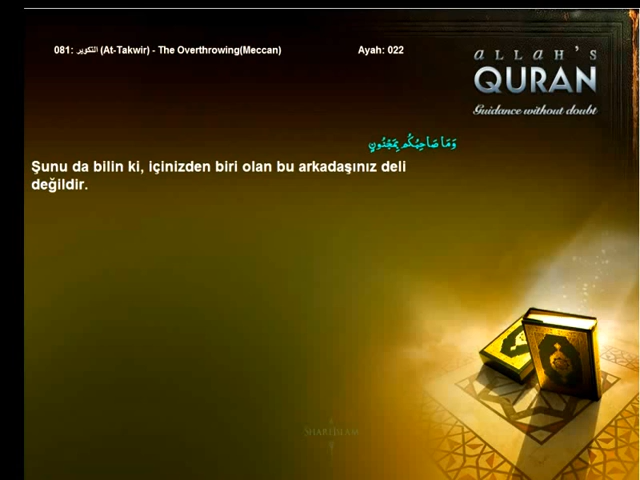 081: التكوير (At-Takwir) - The Overthrowing(Meccan) Ayah: 022
ALLAH'S
QURAN
Guidance without doubt
وَمَا صَاحِبُكُم بِمَجْنُونٍ
Şunu da bilin ki, içinizden biri olan bu arkadaşınız deli
değildir.
SHAREISLAM